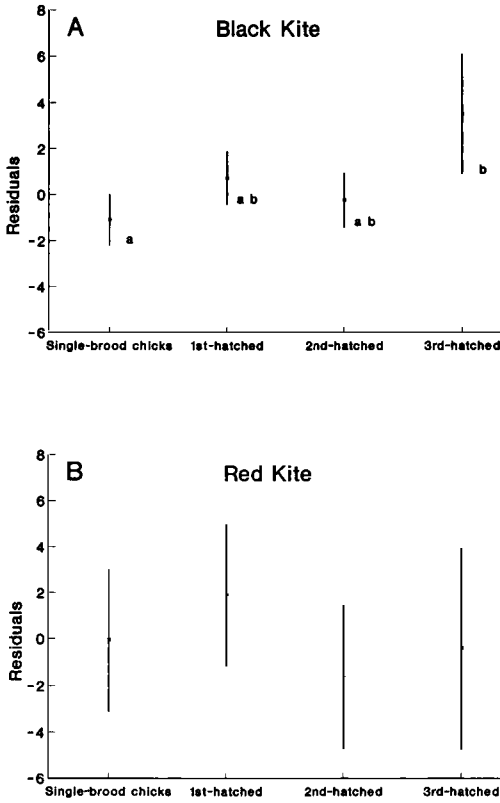 A
Black Kite
8
6
4
2
0
-2
-4
-6
Residuals
a
a b
a b
b
Single-brood chicks 1st-hatched 2nd-hatched 3rd-hatched
B
Red Kite
8
6
4
2
0
-2
-4
-6
Residuals
Single-brood chicks 1st-hatched 2nd-hatched 3rd-hatched